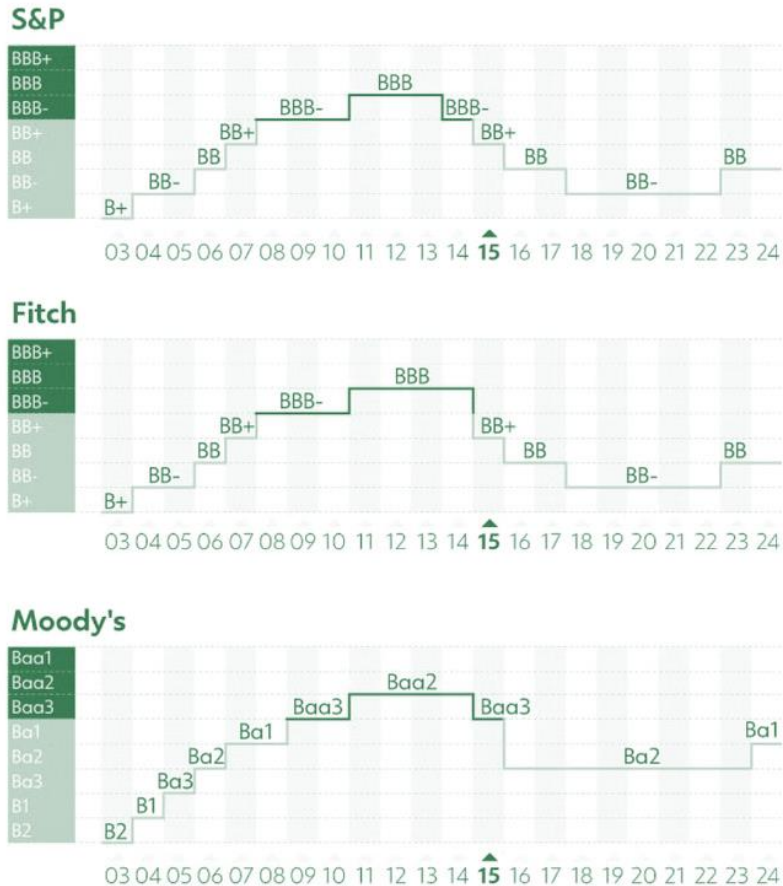 S&P
BBB+
BBB BBB
BBB- BBB- BBB-
BB+ BB+ BB+
BB BB BB BB
BB- BB- BB-
B+ B+
03 04 05 06 07 08 09 10 11 12 13 14 15 16 17 18 19 20 21 22 23 24
Fitch
BBB+
BBB BBB
BBB- BBB-
BB+ BB+ BB+
BB BB BB BB
BB- BB- BB-
B+ B+
03 04 05 06 07 08 09 10 11 12 13 14 15 16 17 18 19 20 21 22 23 24
Moody's
Baa1
Baa2 Baa2
Baa3 Baa3 Baa3
Ba1 Ba1 Ba1
Ba2 Ba2 Ba2
Ba3 Ba3
B1 B1
B2 B2
03 04 05 06 07 08 09 10 11 12 13 14 15 16 17 18 19 20 21 22 23 24